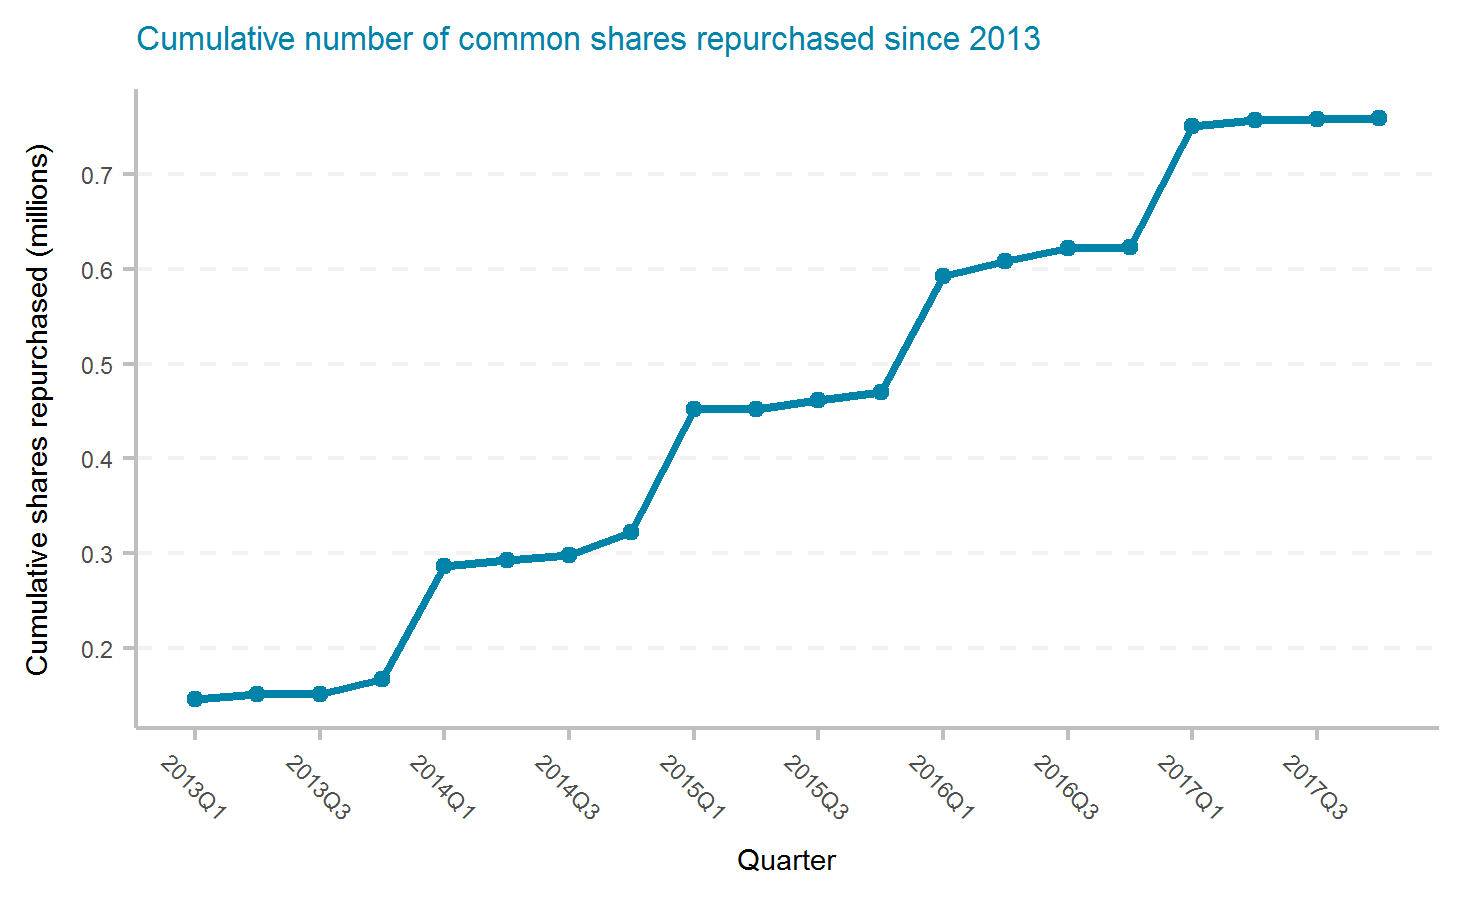 Cumulative number of common shares repurchased since 2013
Cumulative shares repurchased (millions)
0.7
0.6
0.5
0.4
0.3
0.2
2013Q1
2013Q3
2014Q1
2014Q3
2015Q1
2015Q3
2016Q1
2016Q3
2017Q1
2017Q3
Quarter